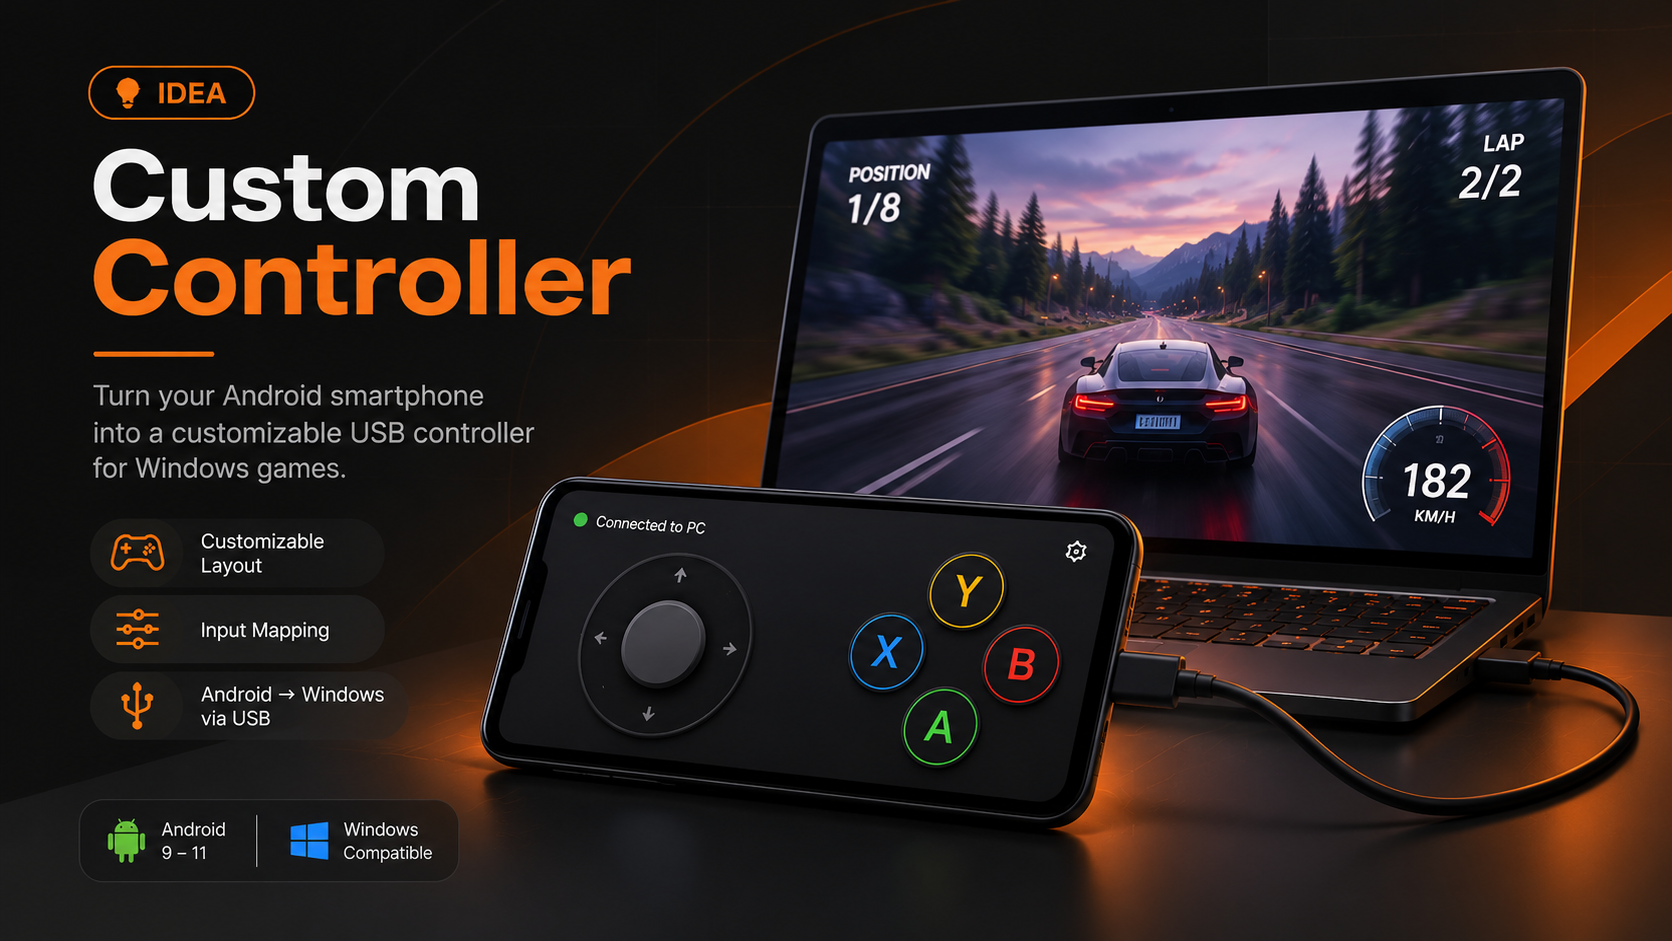 IDEA
Custom
Controller
Turn your Android smartphone
into a customizable USB controller
for Windows games.
Customizable
Layout
Input Mapping
Android → Windows
via USB
Android
9 – 11
Windows
Compatible
POSITION
1/8
LAP
2/2
182
KM/H
Connected to PC
Y
X
B
A